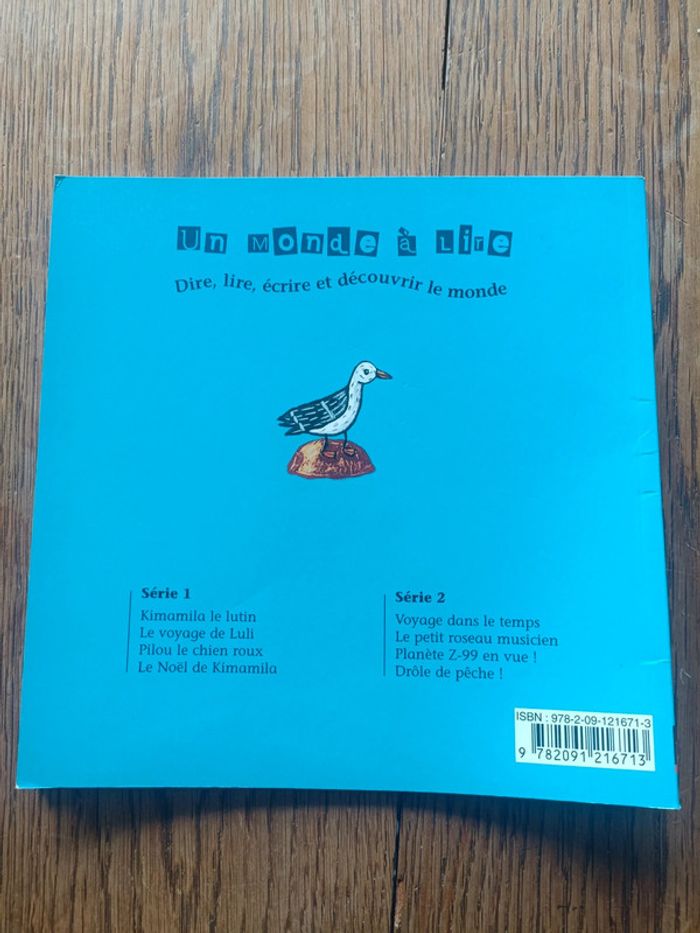 Un Monde à Lire
Dire, lire, écrire et découvrir le monde
Série 1
Kimamila le lutin
Le voyage de Luli
Pilou le chien roux
Le Noël de Kimamila
Série 2
Voyage dans le temps
Le petit roseau musicien
Planète Z-99 en vue !
Drôle de pêche !
ISBN : 978-2-09-121671-3
9 782091 216713